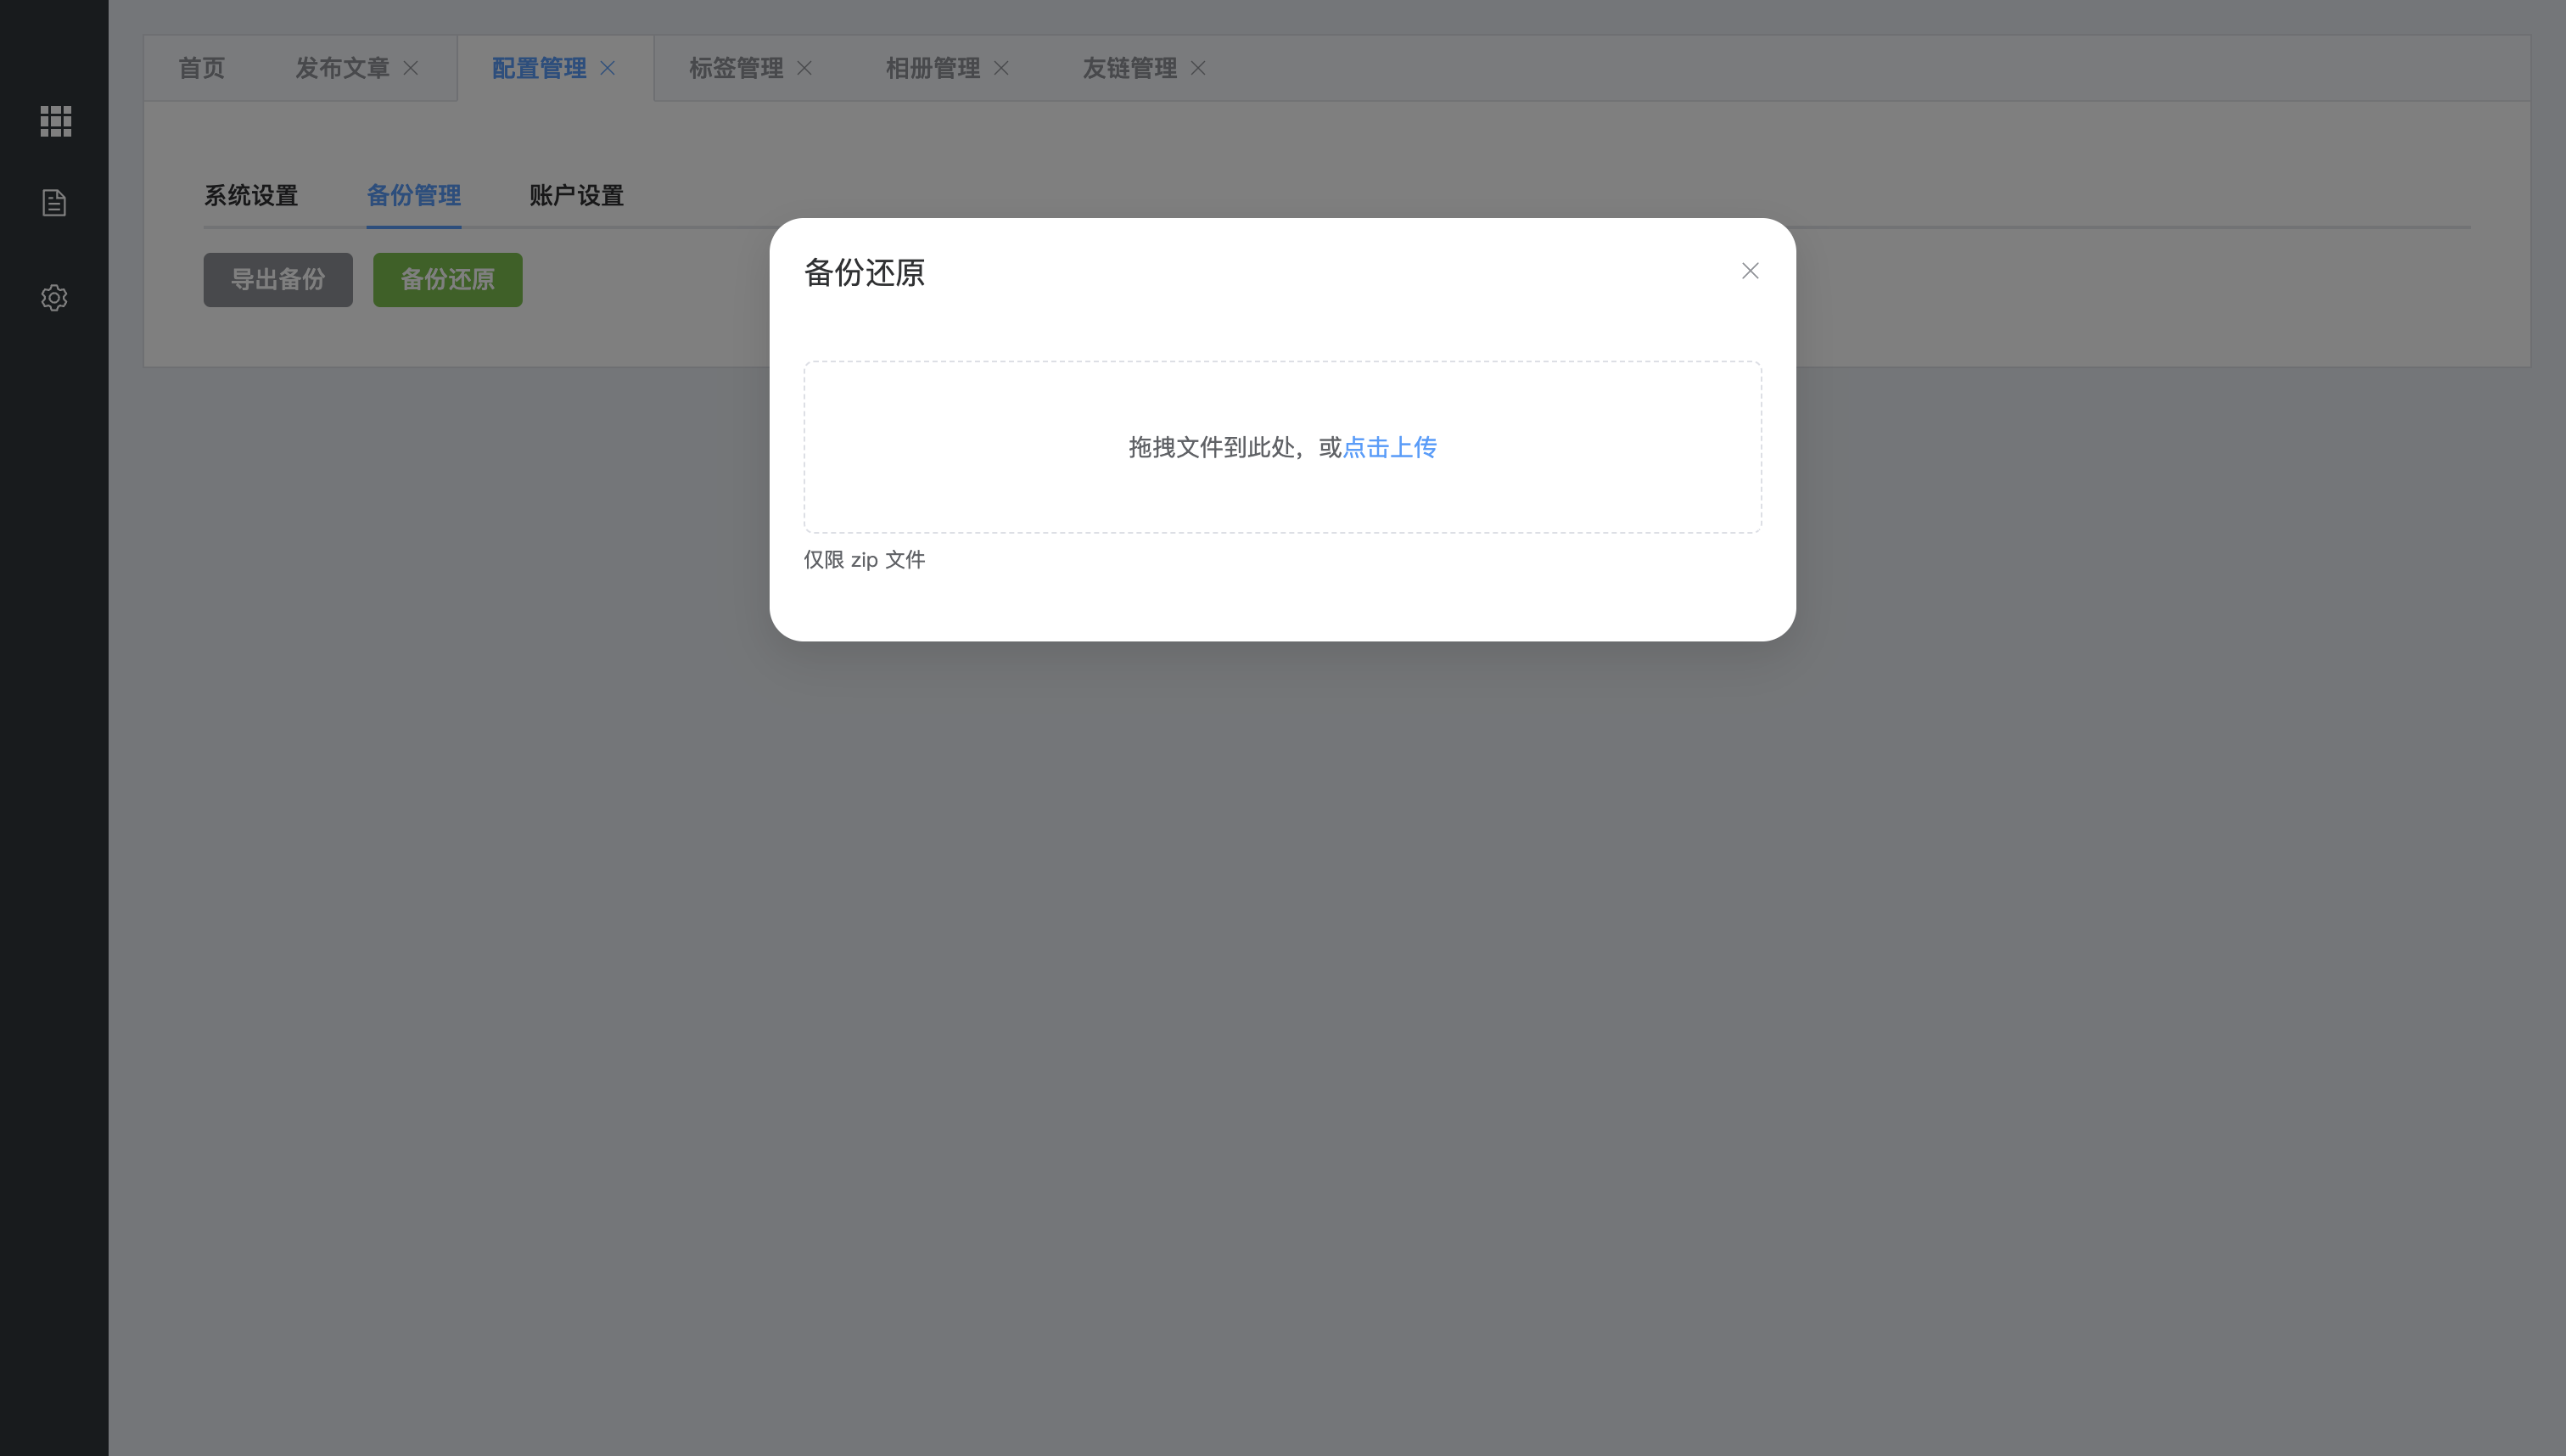 首页 发布文章 配置管理 标签管理 相册管理 友链管理
系统设置 备份管理 账户设置
导出备份 备份还原
备份还原
拖拽文件到此处，或点击上传
仅限 zip 文件